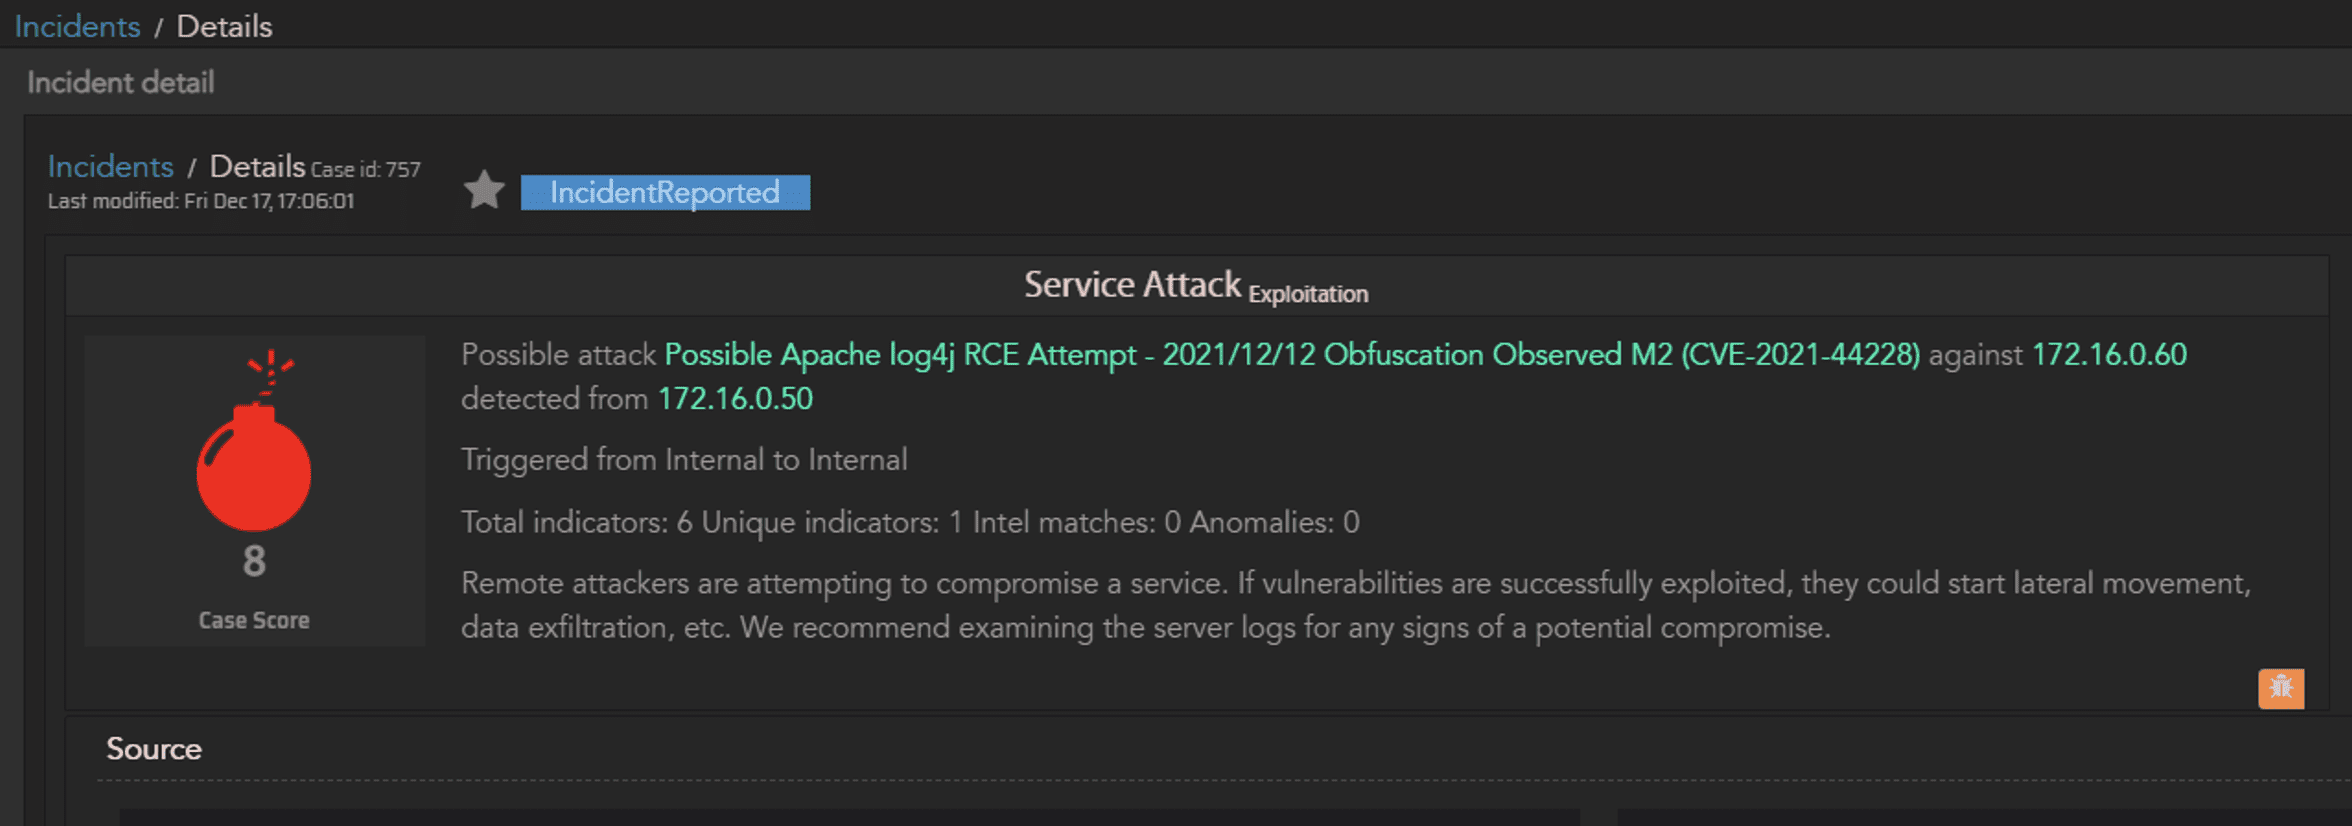 Incidents / Details
Incident detail
Incidents / Details Case id: 757
Last modified: Fri Dec 17, 17:06:01
IncidentReported
Service Attack Exploitation
Possible attack Possible Apache log4j RCE Attempt - 2021/12/12 Obfuscation Observed M2 (CVE-2021-44228) against 172.16.0.60
detected from 172.16.0.50
Triggered from Internal to Internal
Total indicators: 6 Unique indicators: 1 Intel matches: 0 Anomalies: 0
8
Case Score
Remote attackers are attempting to compromise a service. If vulnerabilities are successfully exploited, they could start lateral movement,
data exfiltration, etc. We recommend examining the server logs for any signs of a potential compromise.
Source